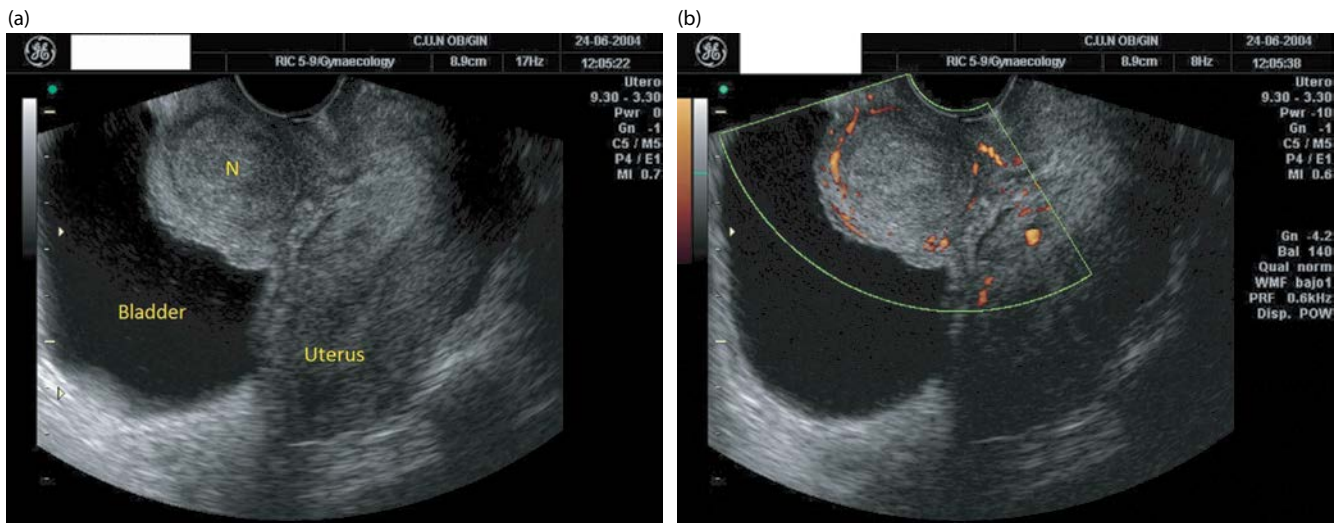 (a)
C.U.N OB/GIN 24-06-2004
RIC 5-9/Gynaecology 8.9cm 17Hz 12:05:22
Utero
9.30 - 3.30
Pwr 0
Gn -1
C5 / M5
P4 / E1
MI 0.7
N
Bladder
Uterus
(b)
C.U.N OB/GIN 24-06-2004
RIC 5-9/Gynaecology 8.9cm 8Hz 12:05:38
Utero
9.30 - 3.30
Pwr -10
Gn -1
C5 / M5
P4 / E1
MI 0.6
Gn -4.2
Bal 140
Qual norm
WMF bajo1
PRF 0.6kHz
Disp. POW